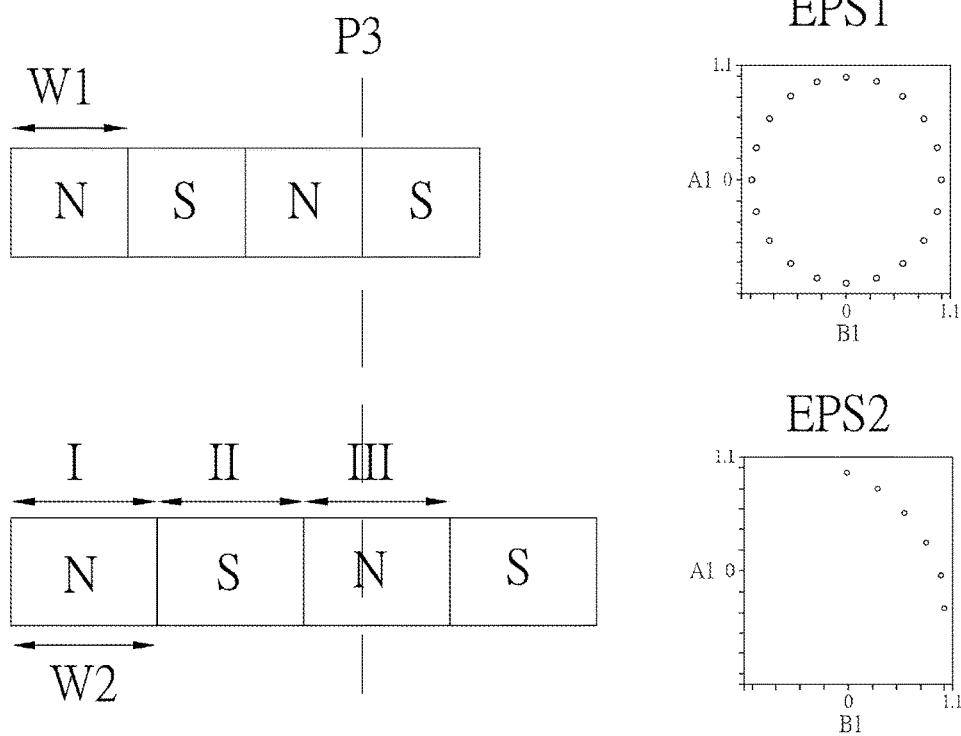 P3
W1
N S N S
EPS1
1.1
A1 0
0 1.1
B1
I II III
N S N S
W2
EPS2
1.1
A1 0
0 1.1
B1